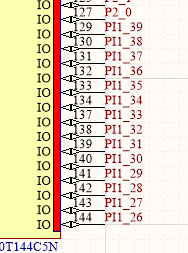 IO
IO 27 P2_0
IO 29 PI1_39
IO 30 PI1_38
IO 31 PI1_37
IO 32 PI1_36
IO 33 PI1_35
IO 34 PI1_34
IO 37 PI1_33
IO 38 PI1_32
IO 39 PI1_31
IO 40 PI1_30
IO 41 PI1_29
IO 42 PI1_28
IO 43 PI1_27
IO 44 PI1_26
0T144C5N